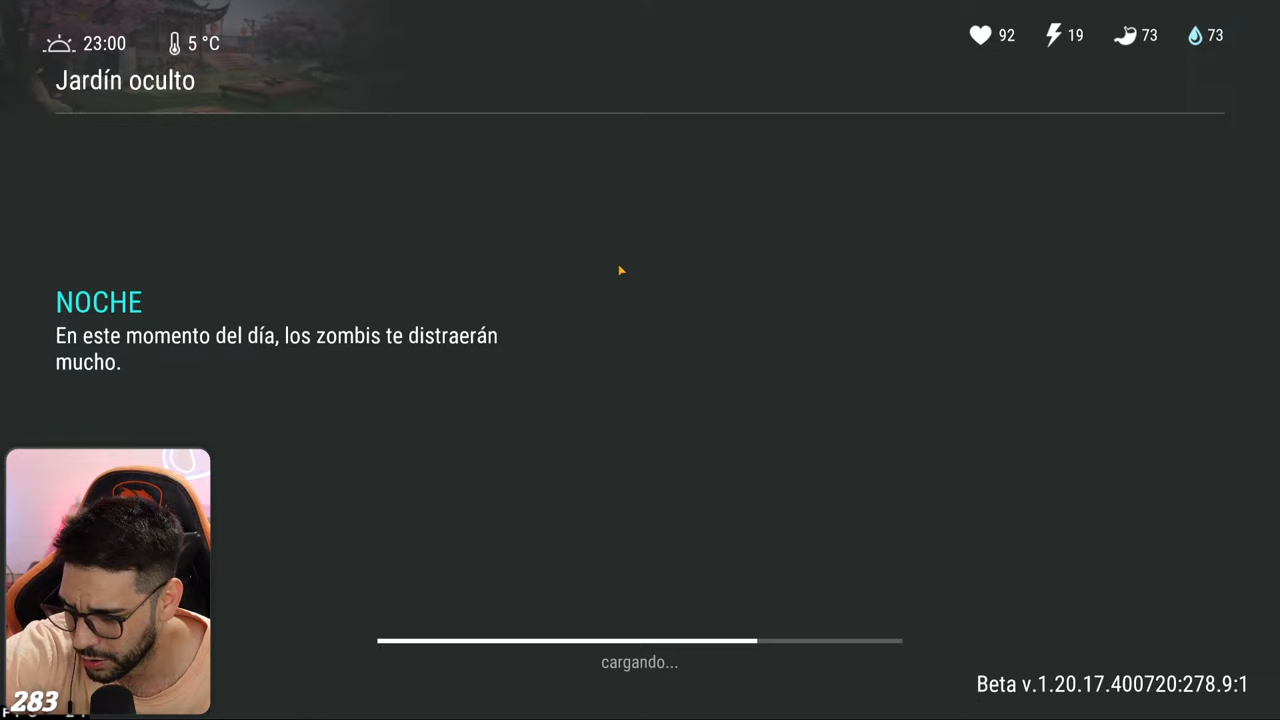 23:00 5 °C
92 19 73 73
Jardín oculto
NOCHE
En este momento del día, los zombis te distraerán
mucho.
283
cargando...
Beta v.1.20.17.400720:278.9:1